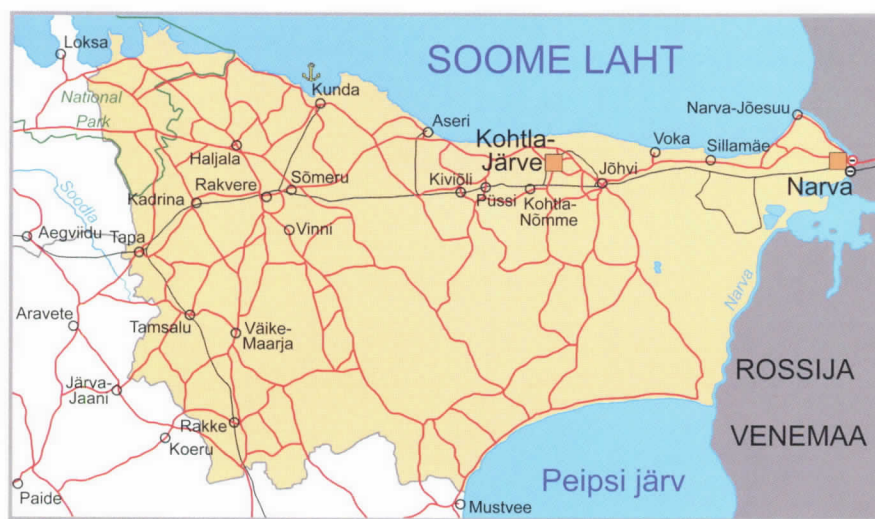 Loksa
SOOME LAHT
National
Park
Kunda
Narva-Jõesuu
Aseri
Haljala
Kohtla-
Järve
Voka
Sillamäe
Soodla
Kadrina
Rakvere
Sõmeru
Kiviõli
Püssi
Kohtla-
Nõmme
Jõhvi
Narva
Aegviidu
Tapa
Vinni
Narva
Aravete
Tamsalu
Väike-
Maarja
Järva-
Jaani
ROSSIJA
Rakke
Koeru
VENEMAA
Paide
Peipsi järv
Mustvee